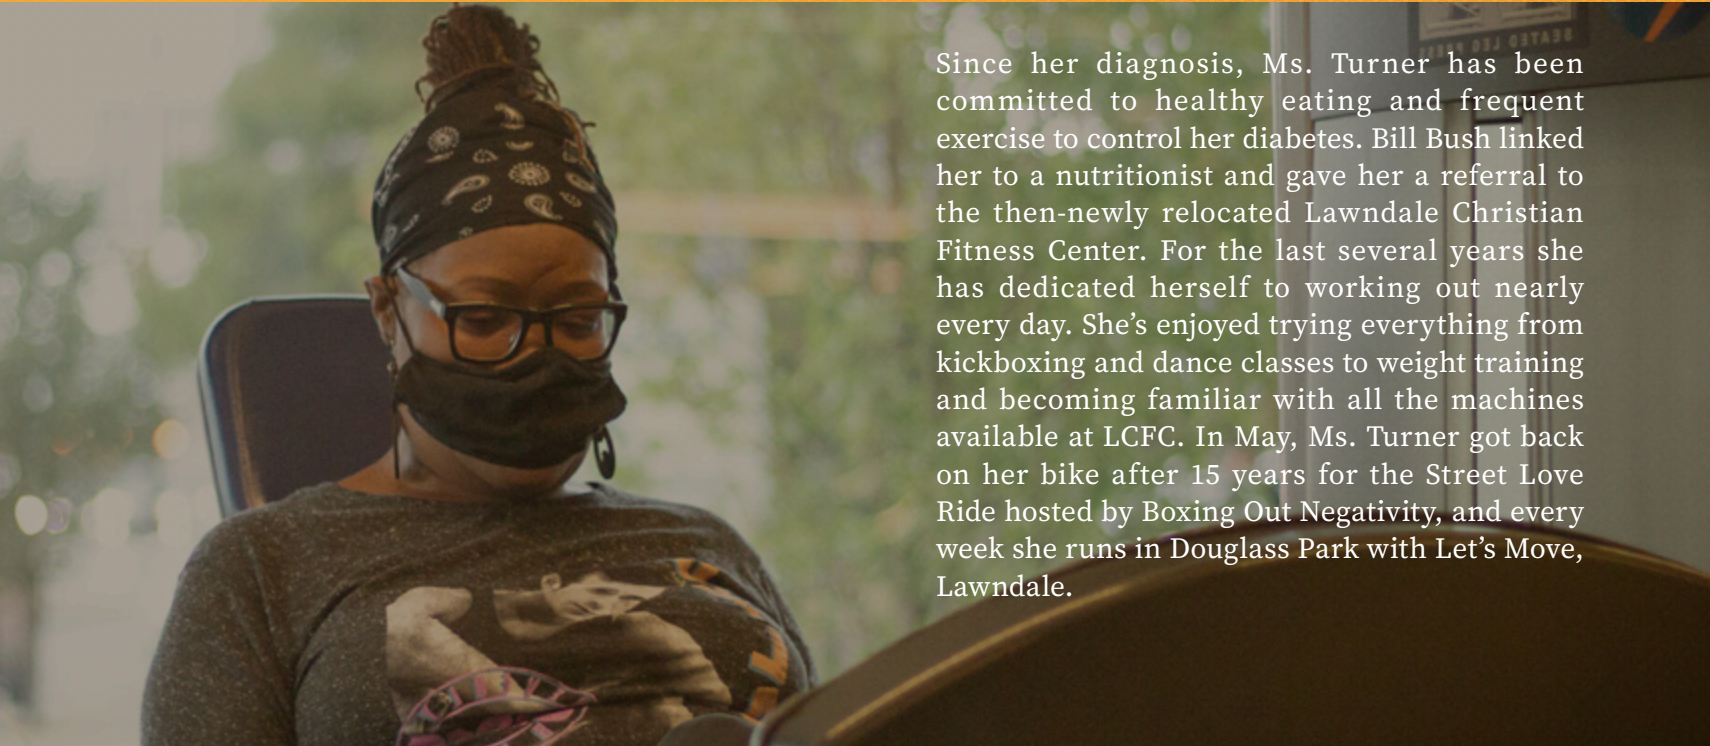 BEATED LEG PRESS
Since her diagnosis, Ms. Turner has been
committed to healthy eating and frequent
exercise to control her diabetes. Bill Bush linked
her to a nutritionist and gave her a referral to
the then-newly relocated Lawndale Christian
Fitness Center. For the last several years she
has dedicated herself to working out nearly
every day. She’s enjoyed trying everything from
kickboxing and dance classes to weight training
and becoming familiar with all the machines
available at LCFC. In May, Ms. Turner got back
on her bike after 15 years for the Street Love
Ride hosted by Boxing Out Negativity, and every
week she runs in Douglass Park with Let’s Move,
Lawndale.